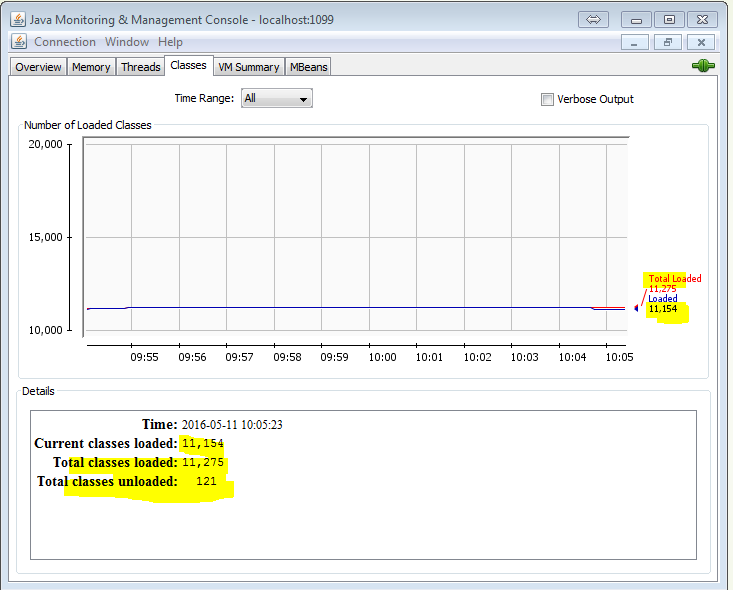 Java Monitoring & Management Console - localhost:1099
Connection Window Help
Overview Memory Threads Classes VM Summary MBeans
Time Range: All Verbose Output
Number of Loaded Classes
20,000
15,000
10,000
Total Loaded
11,275
Loaded
11,154
09:55 09:56 09:57 09:58 09:59 10:00 10:01 10:02 10:03 10:04 10:05
Details
Time: 2016-05-11 10:05:23
Current classes loaded: 11,154
Total classes loaded: 11,275
Total classes unloaded: 121